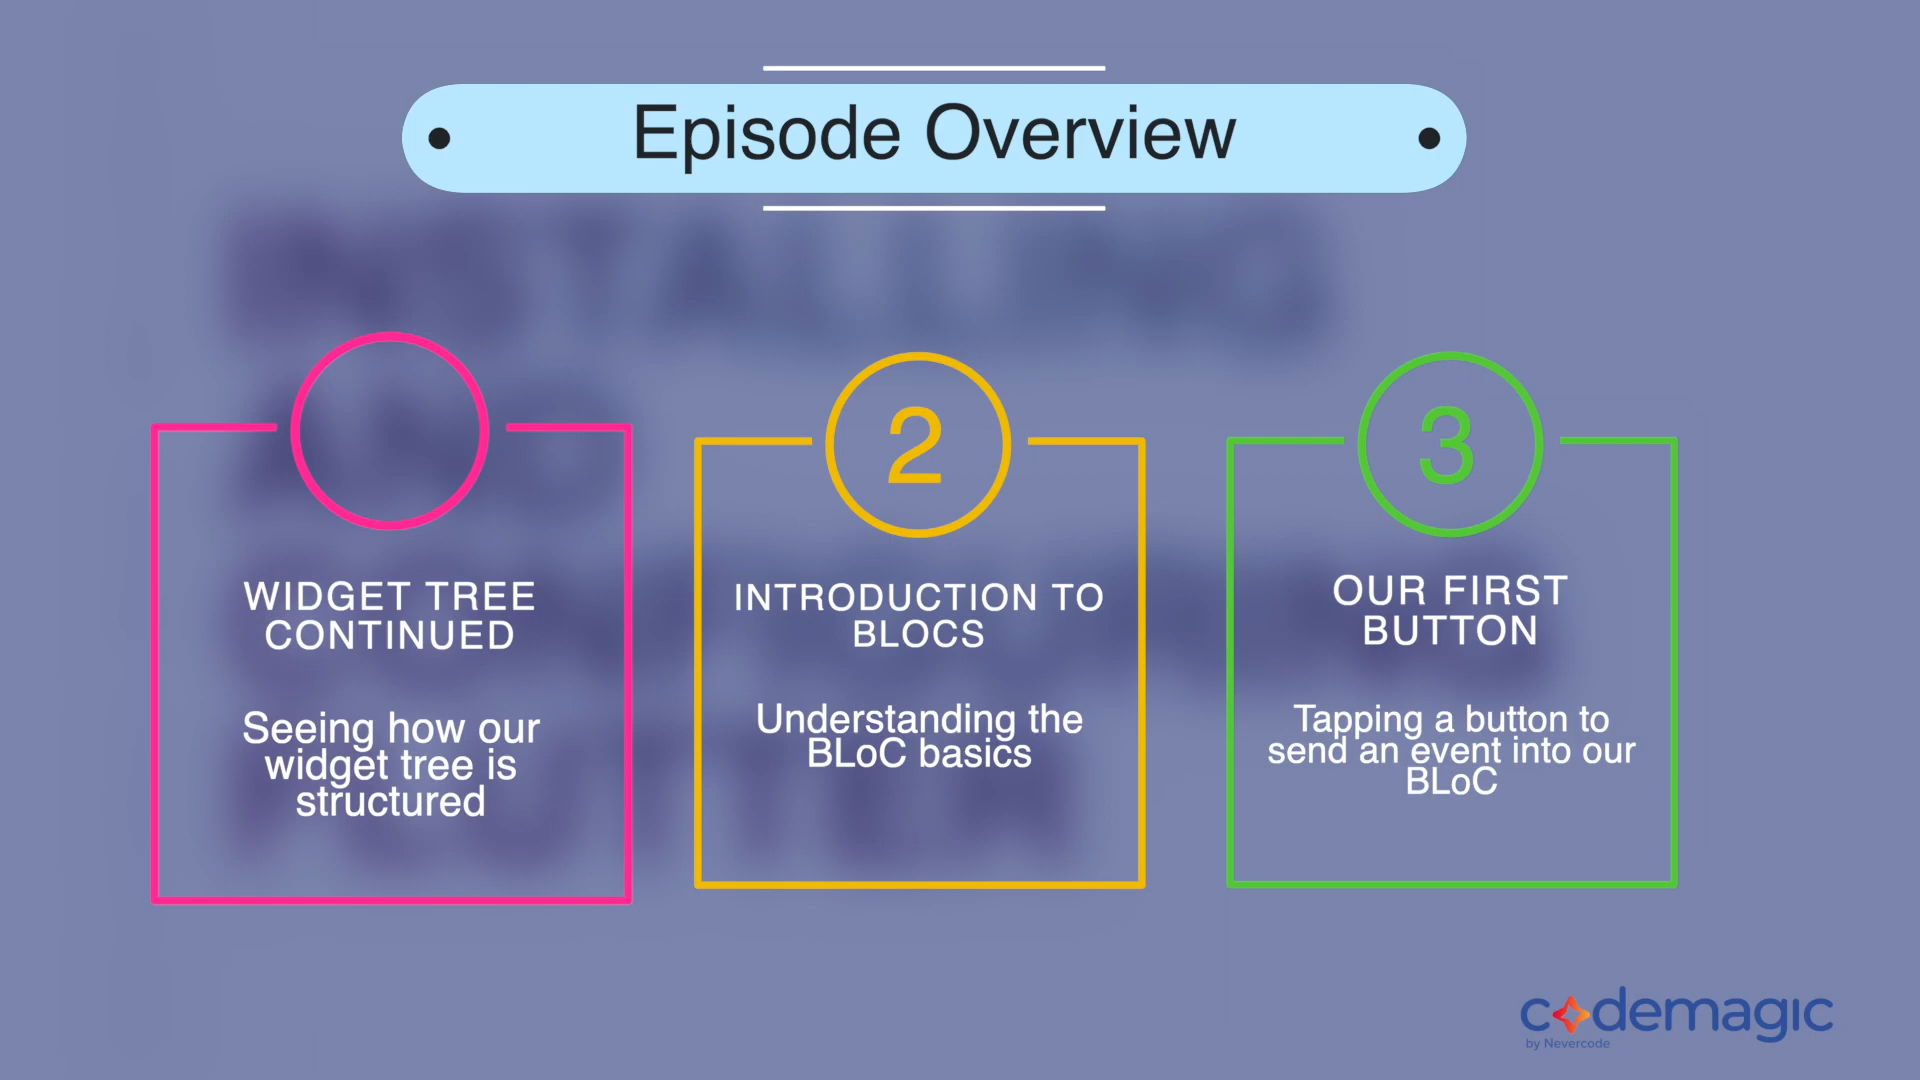 Episode Overview
WIDGET TREE
CONTINUED
Seeing how our
widget tree is
structured
2
INTRODUCTION TO
BLOCS
Understanding the
BLoC basics
3
OUR FIRST
BUTTON
Tapping a button to
send an event into our
BLoC
codemagic
by Nevercode